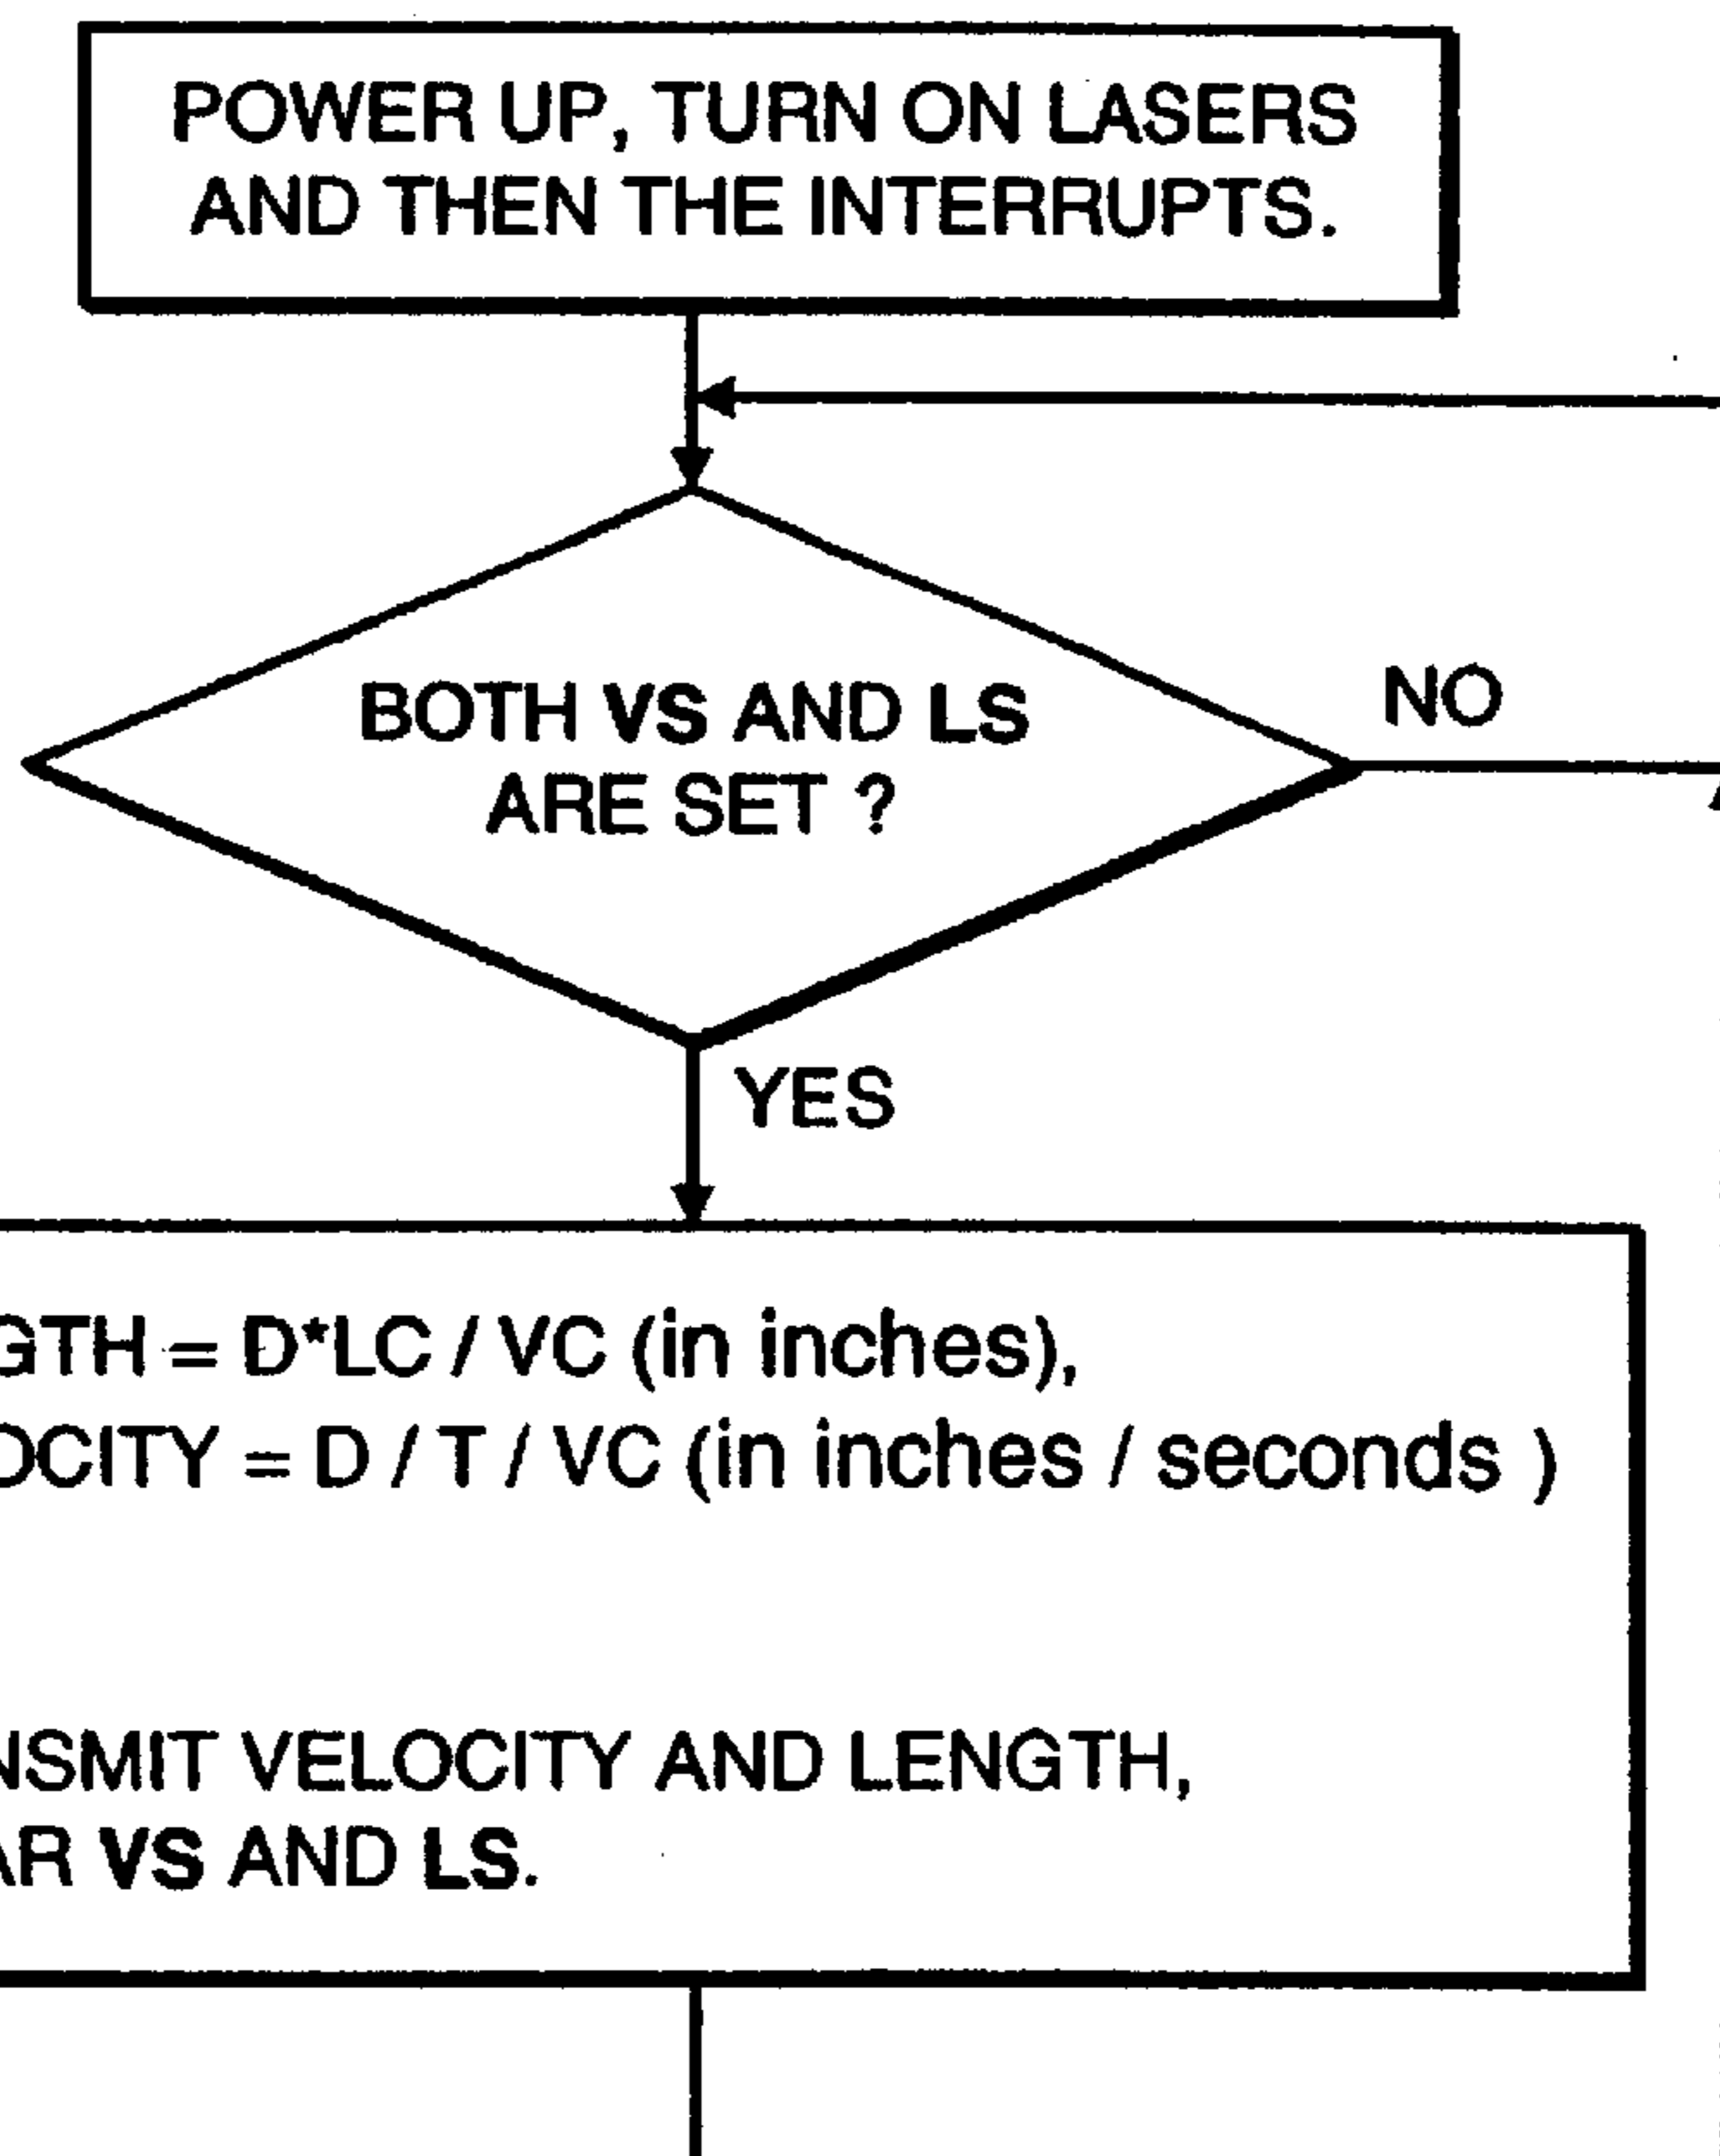 POWER UP, TURN ON LASERS
AND THEN THE INTERRUPTS.
BOTH VS AND LS
ARE SET ?
NO
YES
GTH = D*LC / VC (in inches),
OCITY = D / T / VC (in inches / seconds )
NSMIT VELOCITY AND LENGTH,
AR VS AND LS.